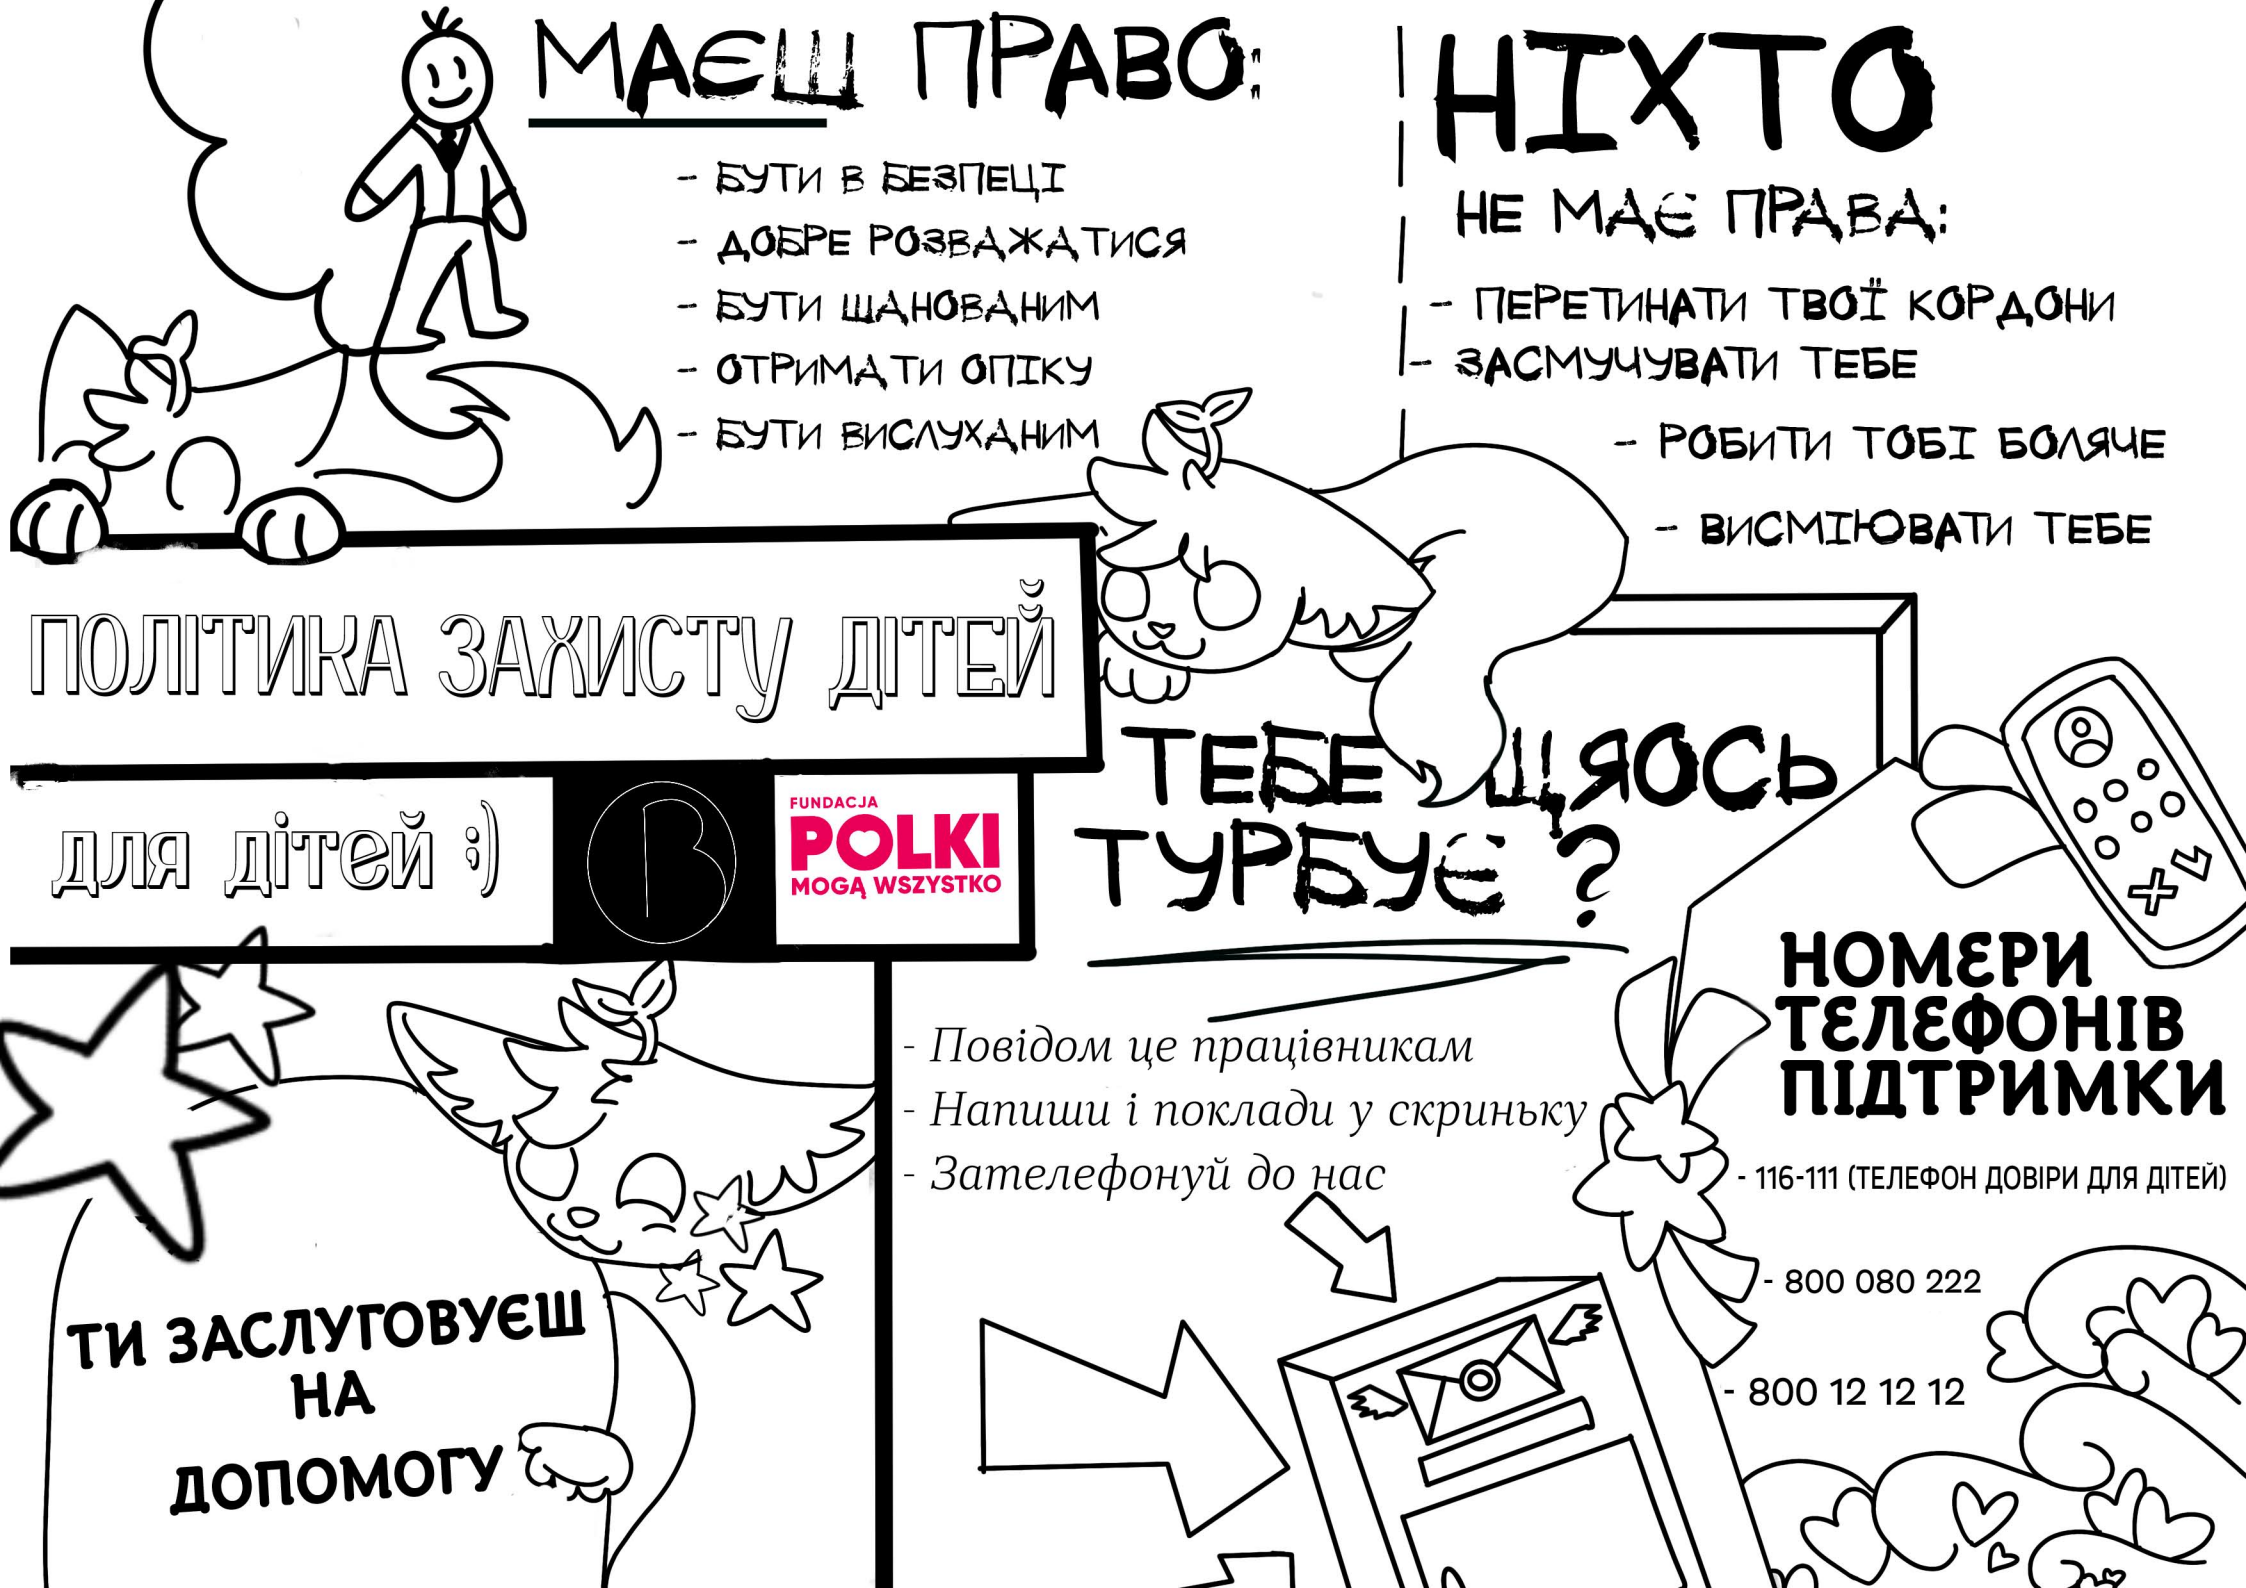 МАЄШ ПРАВО:
- БУТИ В БЕЗПЕЦІ
- ДОБРЕ РОЗВАЖАТИСЯ
- БУТИ ШАНОВАНИМ
- ОТРИМАТИ ОПІКУ
- БУТИ ВИСЛУХАНИМ
НІХТО
НЕ МАЄ ПРАВА:
- ПЕРЕТИНАТИ ТВОЇ КОРДОНИ
- ЗАСМУЧУВАТИ ТЕБЕ
- РОБИТИ ТОБІ БОЛЯЧЕ
- ВИСМІЮВАТИ ТЕБЕ
ПОЛІТИКА ЗАХИСТУ ДІТЕЙ
для дітей :)
B
FUNDACJA
POLKI
MOGĄ WSZYSTKO
ТЕБЕ ЩЯОСЬ
ТУРБУЄ ?
- Повідом це працівникам
- Напиши і поклади у скриньку
- Зателефонуй до нас
НОМЕРИ
ТЕЛЕФОНІВ
ПІДТРИМКИ
- 116-111 (ТЕЛЕФОН ДОВІРИ ДЛЯ ДІТЕЙ)
- 800 080 222
- 800 12 12 12
ТИ ЗАСЛУГОВУЄШ
НА
ДОПОМОГУ